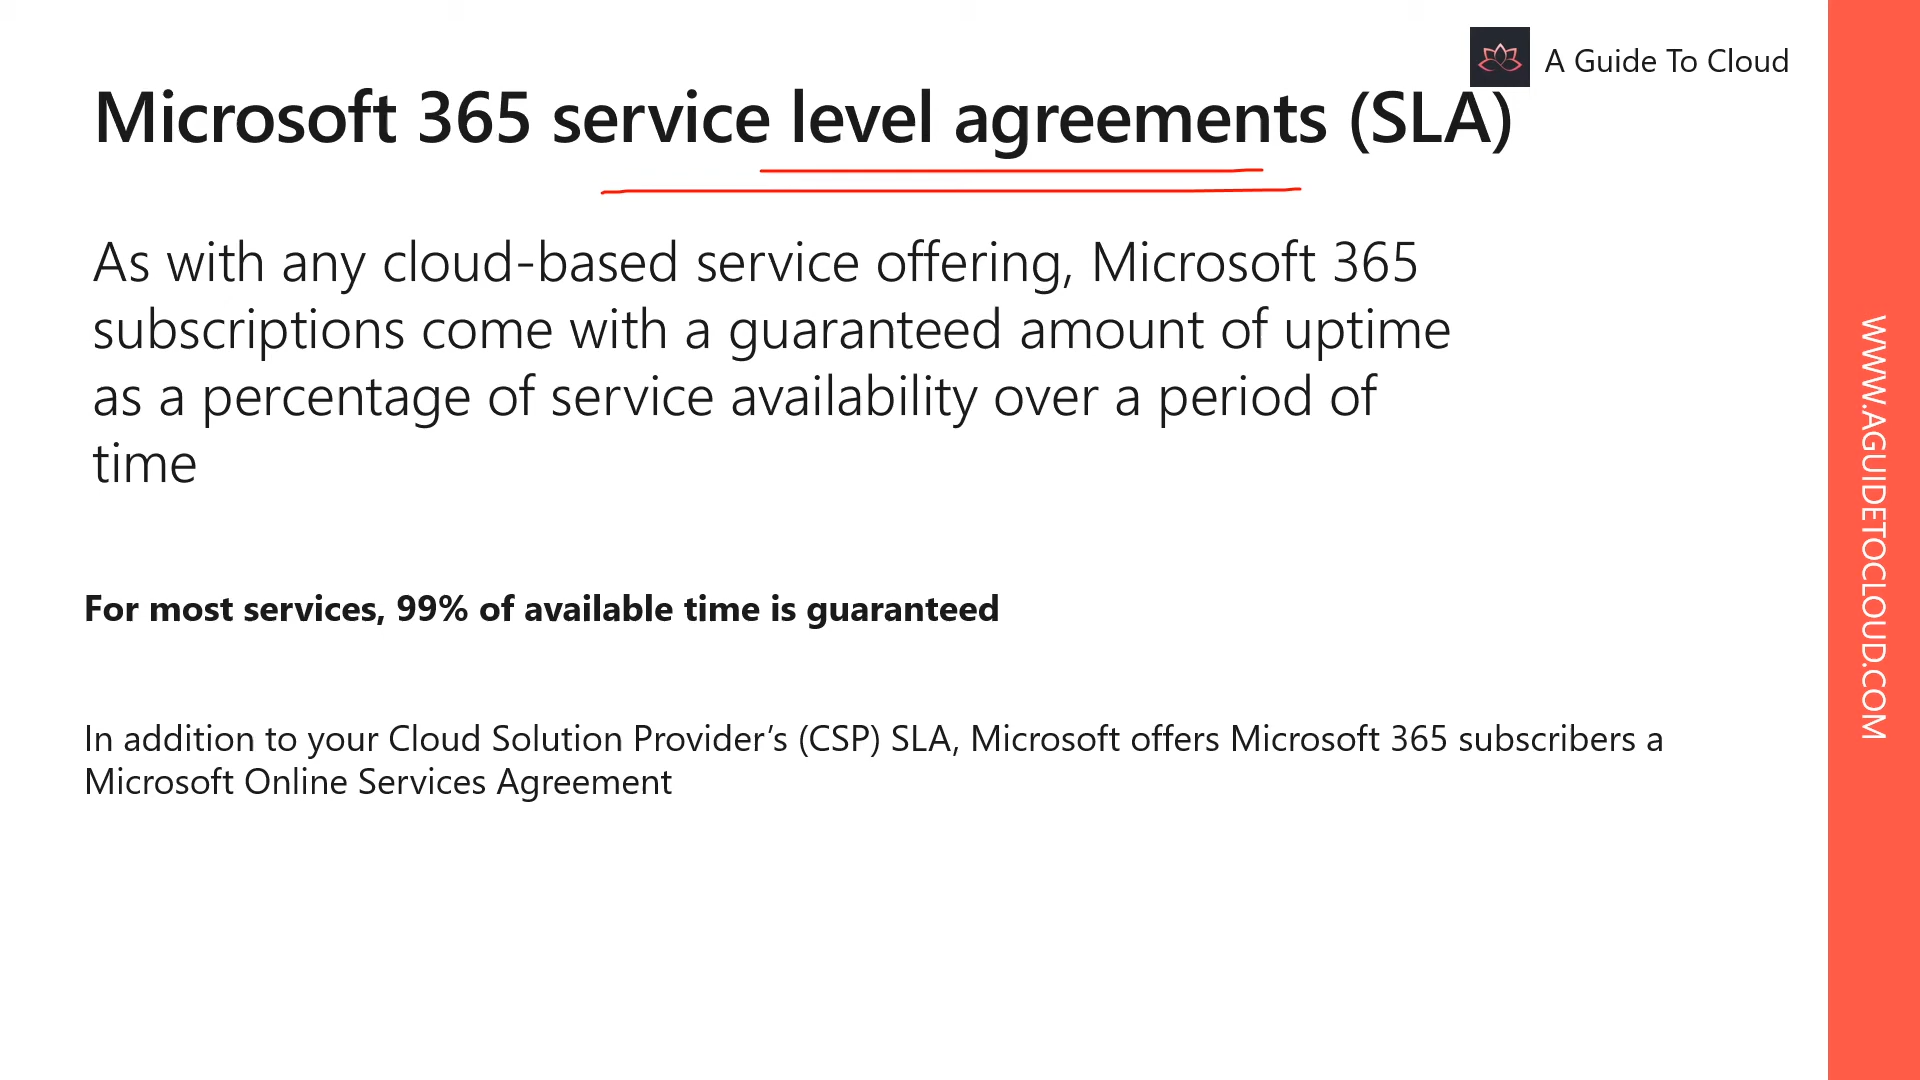 A Guide To Cloud
Microsoft 365 service level agreements (SLA)
As with any cloud-based service offering, Microsoft 365
subscriptions come with a guaranteed amount of uptime
as a percentage of service availability over a period of
time
For most services, 99% of available time is guaranteed
In addition to your Cloud Solution Provider’s (CSP) SLA, Microsoft offers Microsoft 365 subscribers a
Microsoft Online Services Agreement
WWW.AGUIDETOCLOUD.COM